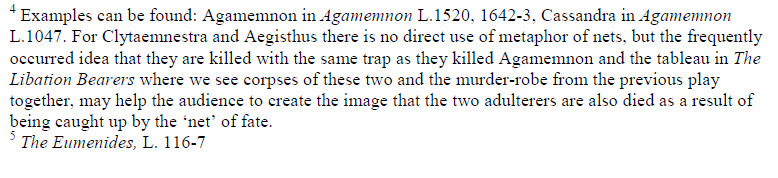 4 Examples can be found: Agamemnon in Agamemnon L.1520, 1642-3, Cassandra in Agamemnon
L.1047. For Clytaemnestra and Aegisthus there is no direct use of metaphor of nets, but the frequently
occurred idea that they are killed with the same trap as they killed Agamemnon and the tableau in The
Libation Bearers where we see corpses of these two and the murder-robe from the previous play
together, may help the audience to create the image that the two adulterers are also died as a result of
being caught up by the ‘net’ of fate.
5 The Eumenides, L. 116-7